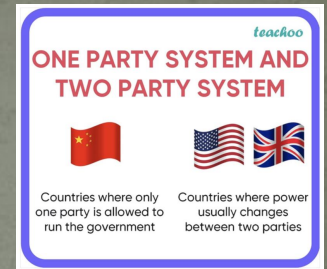 teachoo
ONE PARTY SYSTEM AND
TWO PARTY SYSTEM
Countries where only
one party is allowed to
run the government
Countries where power
usually changes
between two parties